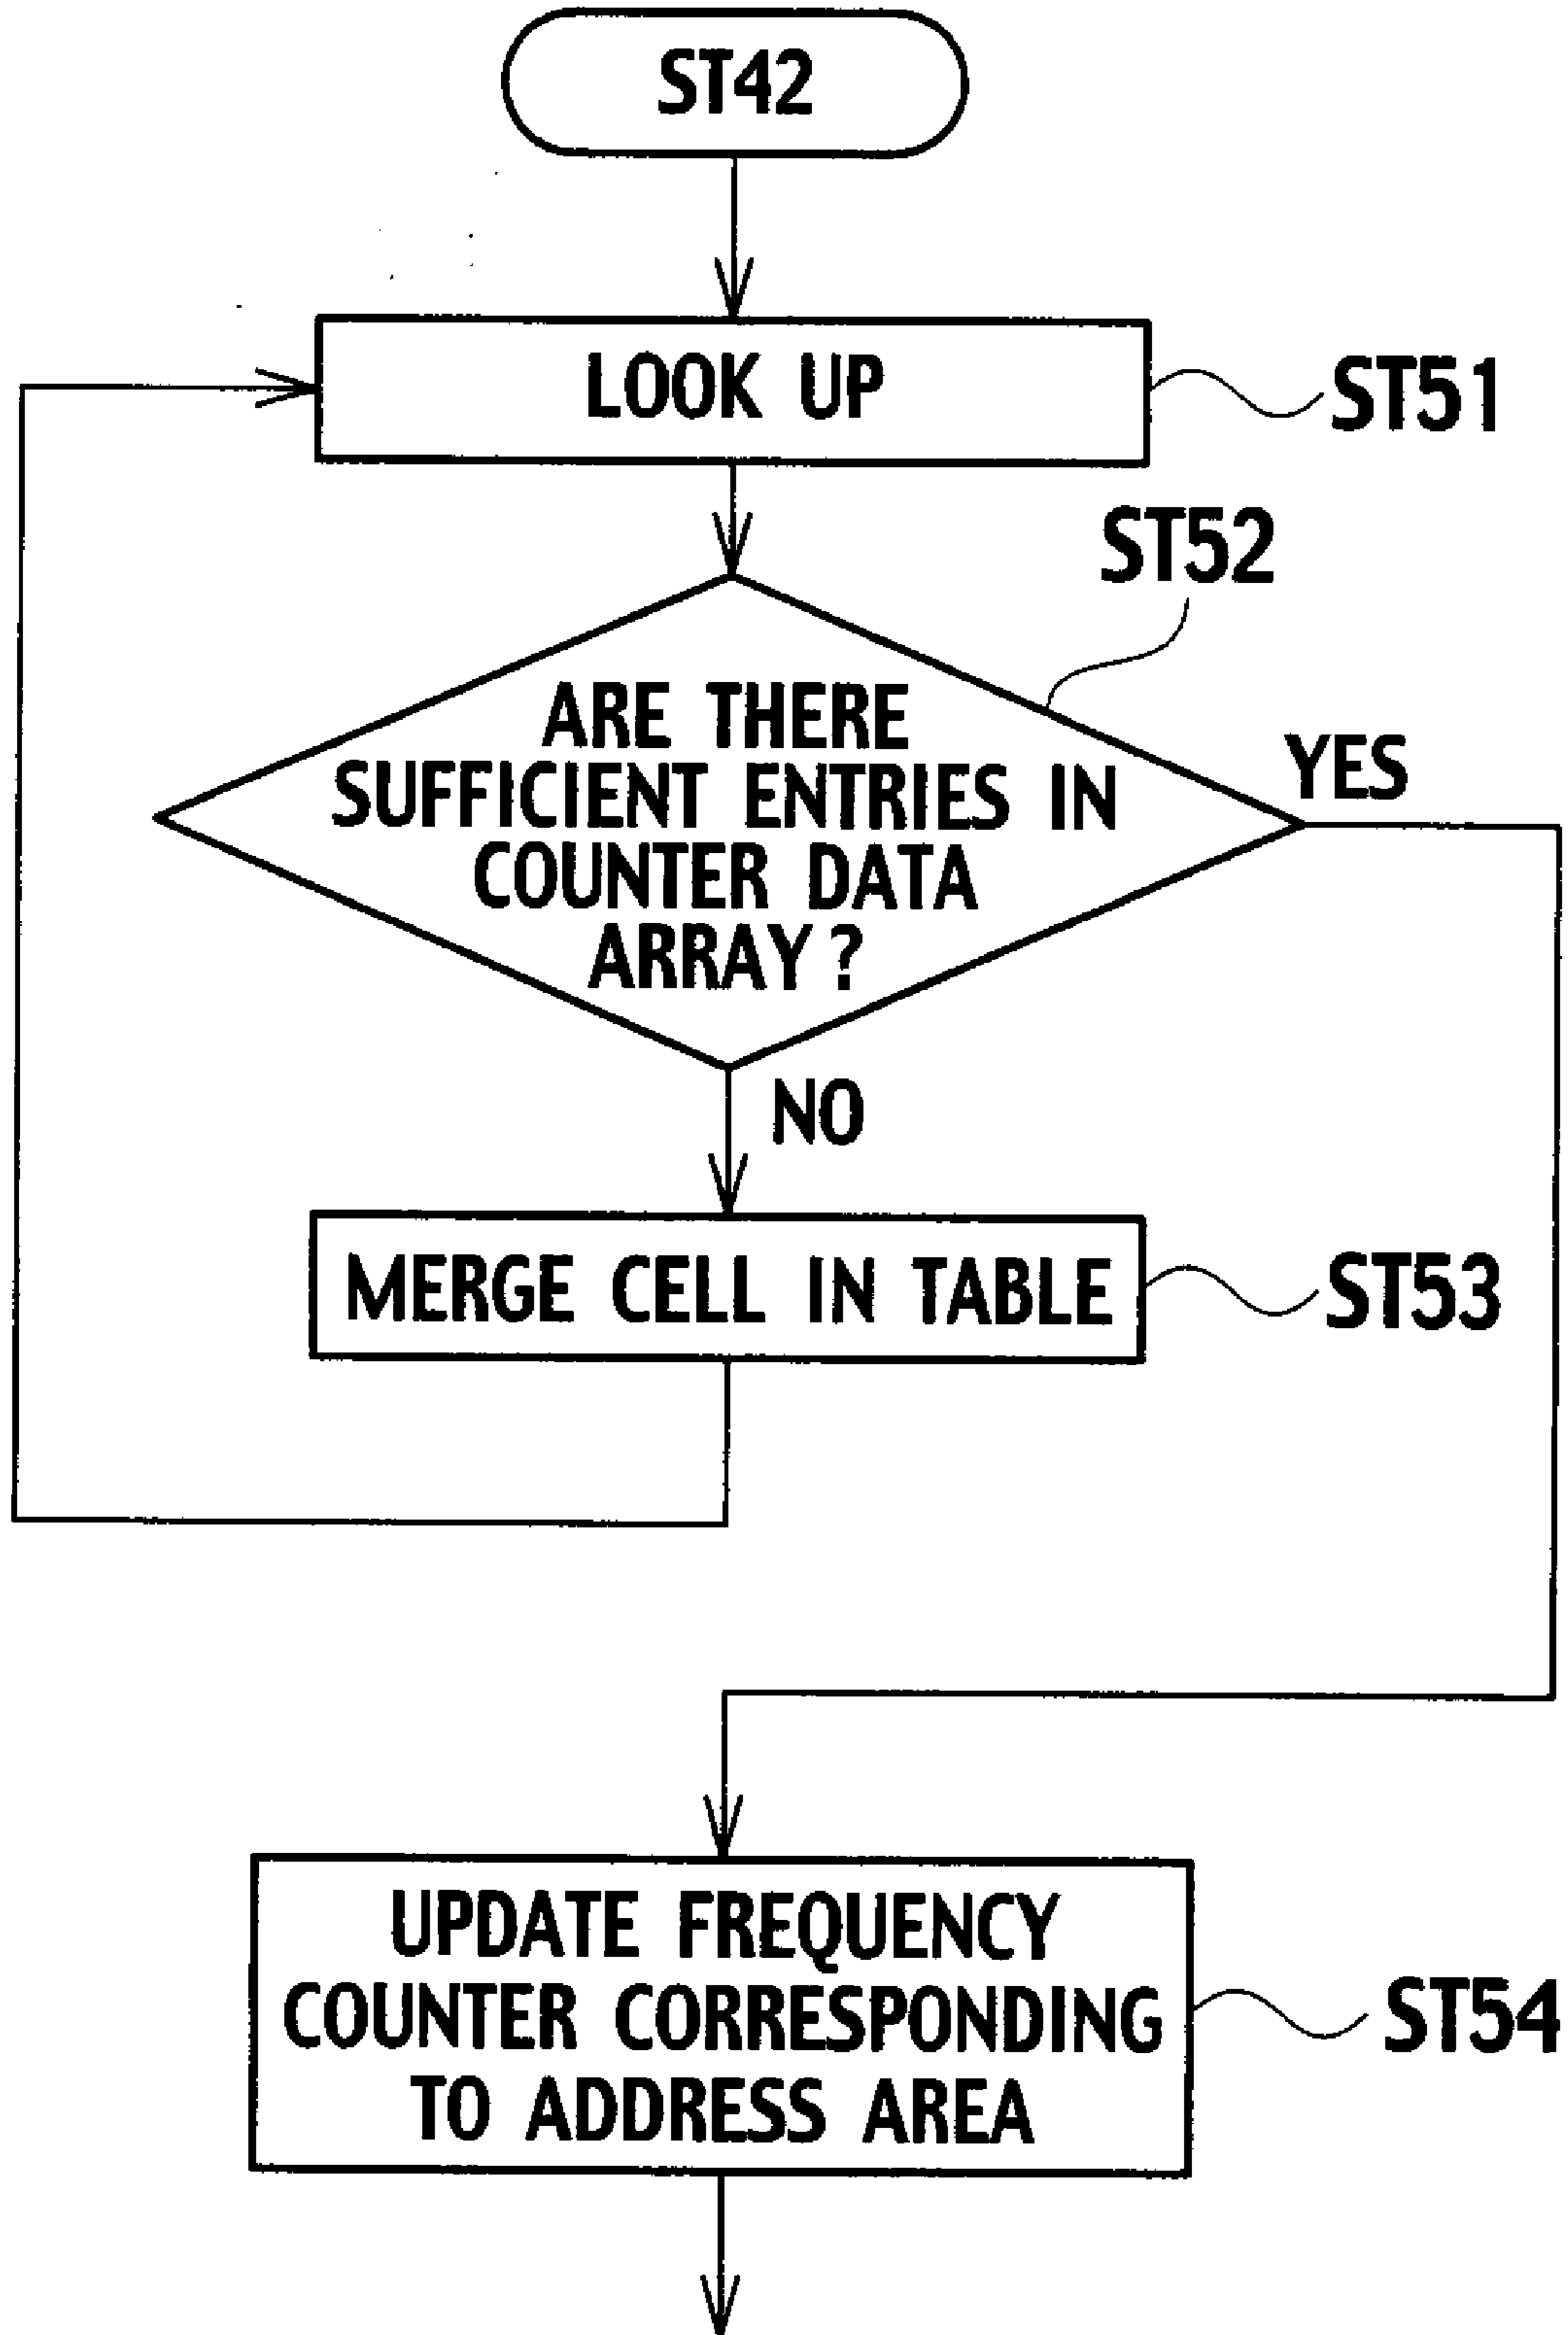 ST42
LOOK UP
ST51
ST52
ARE THERE
SUFFICIENT ENTRIES IN
COUNTER DATA
ARRAY?
YES
NO
MERGE CELL IN TABLE
ST53
UPDATE FREQUENCY
COUNTER CORRESPONDING
TO ADDRESS AREA
ST54